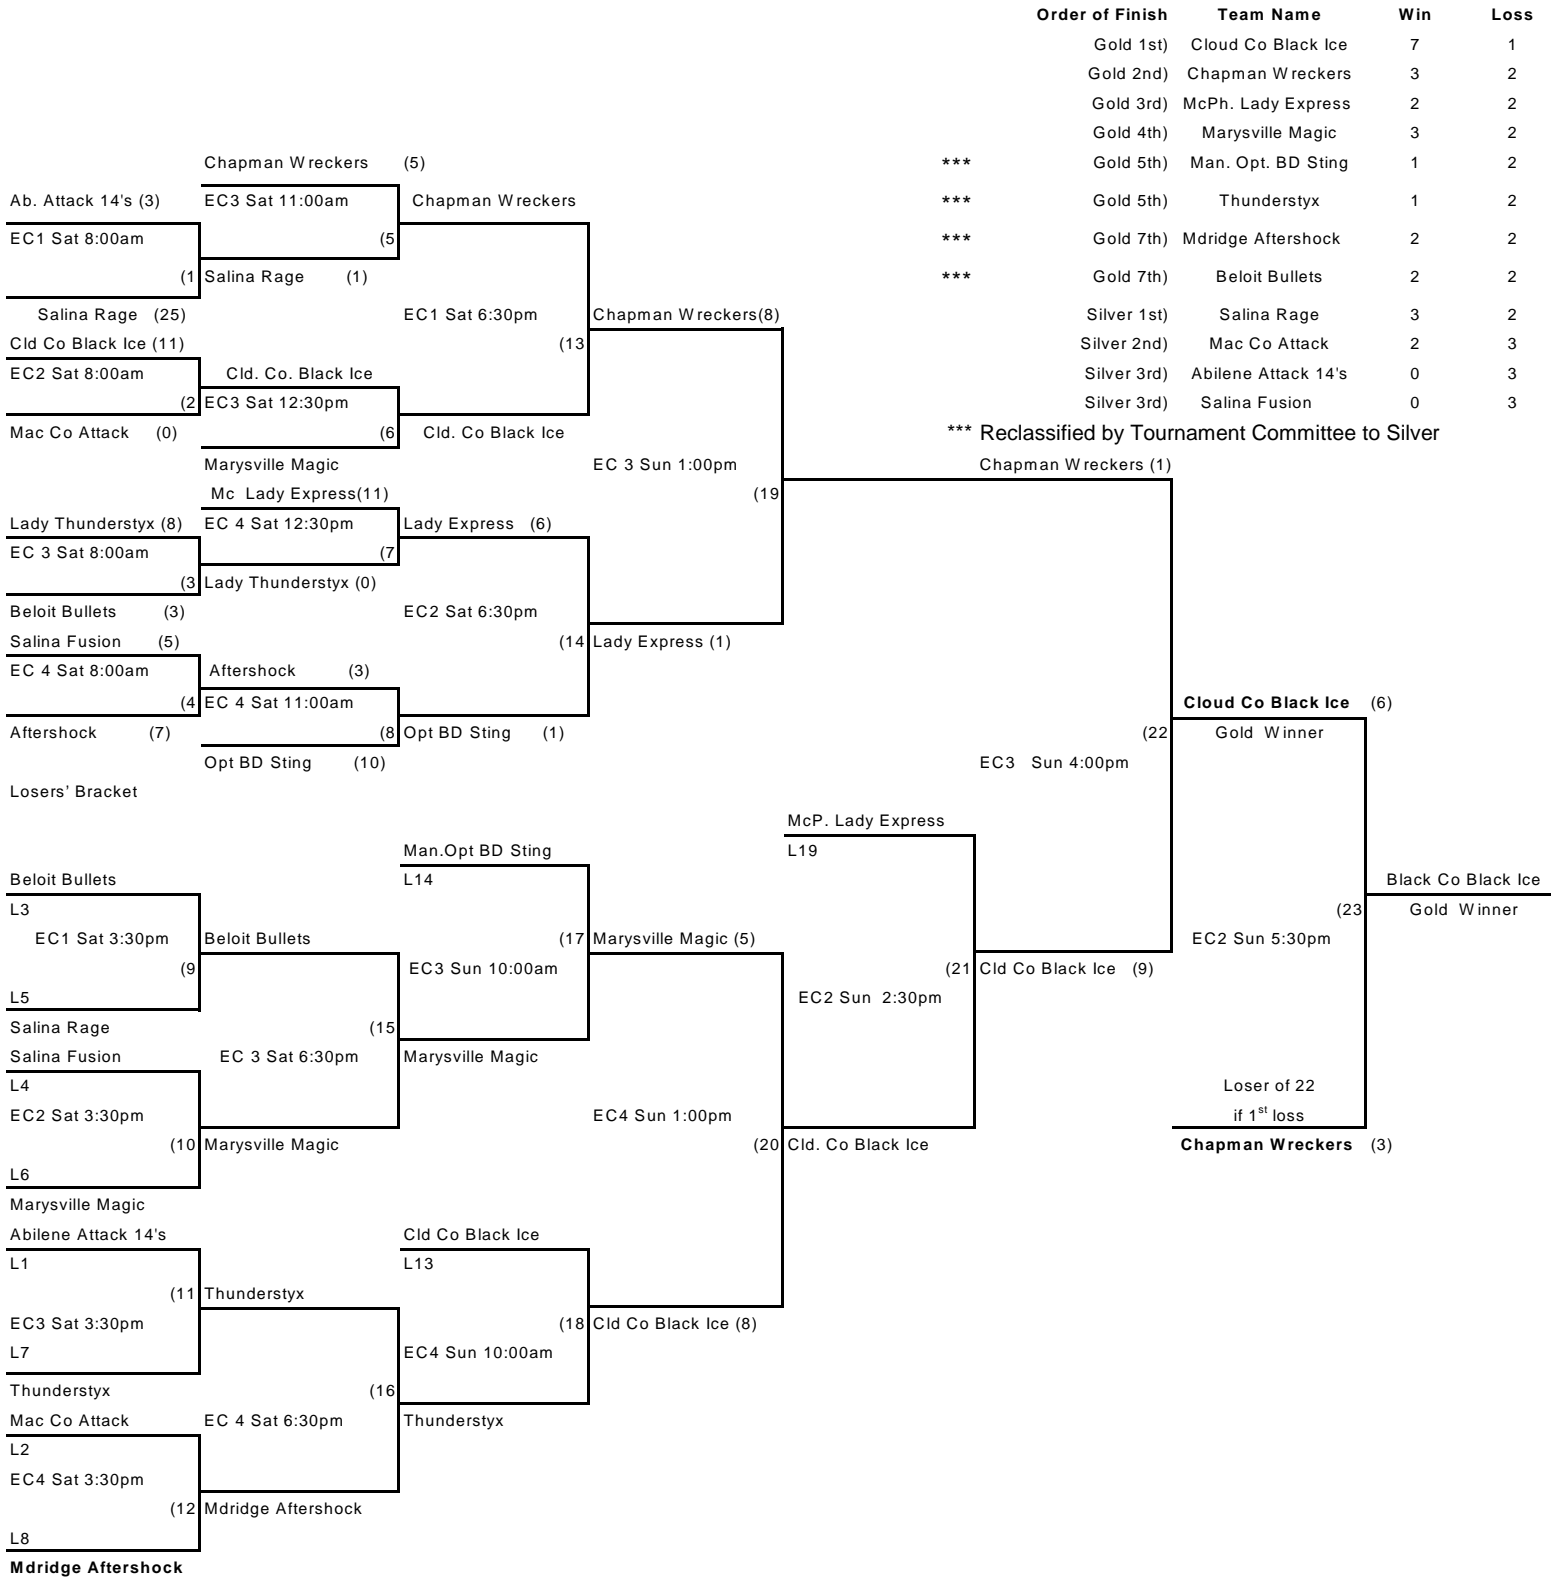 Order of Finish Team Name Win Loss
Gold 1st) Cloud Co Black Ice 7 1
Gold 2nd) Chapman Wreckers 3 2
Gold 3rd) McPh. Lady Express 2 2
Gold 4th) Marysville Magic 3 2
Chapman Wreckers (5) *** Gold 5th) Man. Opt. BD Sting 1 2
Ab. Attack 14's (3) EC3 Sat 11:00am Chapman Wreckers *** Gold 5th) Thunderstyx 1 2
EC1 Sat 8:00am (5 *** Gold 7th) Mdridge Aftershock 2 2
(1 Salina Rage (1) *** Gold 7th) Beloit Bullets 2 2
Salina Rage (25) EC1 Sat 6:30pm Chapman Wreckers(8) Silver 1st) Salina Rage 3 2
Cld Co Black Ice (11) (13 Silver 2nd) Mac Co Attack 2 3
EC2 Sat 8:00am Cld. Co. Black Ice Silver 3rd) Abilene Attack 14's 0 3
(2 EC3 Sat 12:30pm Silver 3rd) Salina Fusion 0 3
Mac Co Attack (0) (6 Cld. Co Black Ice *** Reclassified by Tournament Committee to Silver
Marysville Magic EC 3 Sun 1:00pm Chapman Wreckers (1)
Mc Lady Express(11) (19
Lady Thunderstyx (8) EC 4 Sat 12:30pm Lady Express (6)
EC 3 Sat 8:00am (7
(3 Lady Thunderstyx (0)
Beloit Bullets (3) EC2 Sat 6:30pm
Salina Fusion (5) (14 Lady Express (1)
EC 4 Sat 8:00am Aftershock (3)
(4 EC 4 Sat 11:00am Cloud Co Black Ice (6)
Aftershock (7) (8 Opt BD Sting (1) (22 Gold Winner
Opt BD Sting (10) EC3 Sun 4:00pm
Losers' Bracket
McP. Lady Express
Man.Opt BD Sting L19
Beloit Bullets L14 Black Co Black Ice
L3 (23 Gold Winner
EC1 Sat 3:30pm Beloit Bullets (17 Marysville Magic (5) EC2 Sun 5:30pm
(9 EC3 Sun 10:00am (21 Cld Co Black Ice (9)
L5 EC2 Sun 2:30pm
Salina Rage (15
Salina Fusion EC 3 Sat 6:30pm Marysville Magic
L4 Loser of 22
EC2 Sat 3:30pm EC4 Sun 1:00pm if 1st loss
(10 Marysville Magic (20 Cld. Co Black Ice Chapman Wreckers (3)
L6
Marysville Magic
Abilene Attack 14's Cld Co Black Ice
L1 L13
(11 Thunderstyx
EC3 Sat 3:30pm (18 Cld Co Black Ice (8)
L7 EC4 Sun 10:00am
Thunderstyx (16
Mac Co Attack EC 4 Sat 6:30pm Thunderstyx
L2
EC4 Sat 3:30pm
(12 Mdridge Aftershock
L8
Mdridge Aftershock